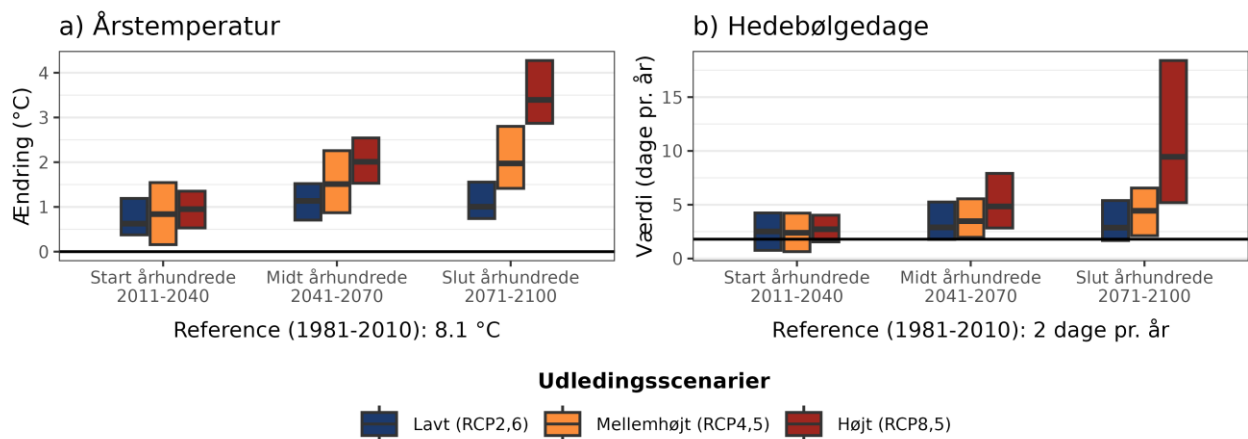 a) Årstemperatur
Ændring (°C)
4
3
2
1
0
Start århundrede
2011-2040
Midt århundrede
2041-2070
Slut århundrede
2071-2100
Reference (1981-2010): 8.1 °C
b) Hedebølgedage
Værdi (dage pr. år)
15
10
5
0
Start århundrede
2011-2040
Midt århundrede
2041-2070
Slut århundrede
2071-2100
Reference (1981-2010): 2 dage pr. år
Udledingsscenarier
Lavt (RCP2,6)
Mellemhøjt (RCP4,5)
Højt (RCP8,5)